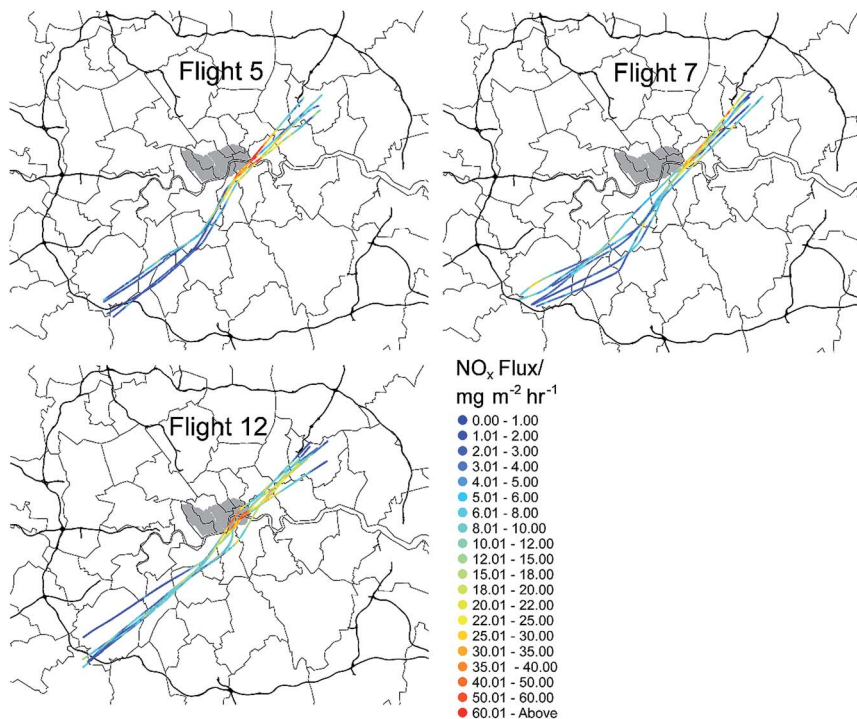 Flight 5
Flight 7
Flight 12
NOx Flux/
mg m-2 hr-1
0.00 - 1.00
1.01 - 2.00
2.01 - 3.00
3.01 - 4.00
4.01 - 5.00
5.01 - 6.00
6.01 - 8.00
8.01 - 10.00
10.01 - 12.00
12.01 - 15.00
15.01 - 18.00
18.01 - 20.00
20.01 - 22.00
22.01 - 25.00
25.01 - 30.00
30.01 - 35.00
35.01 - 40.00
40.01 - 50.00
50.01 - 60.00
60.01 - Above